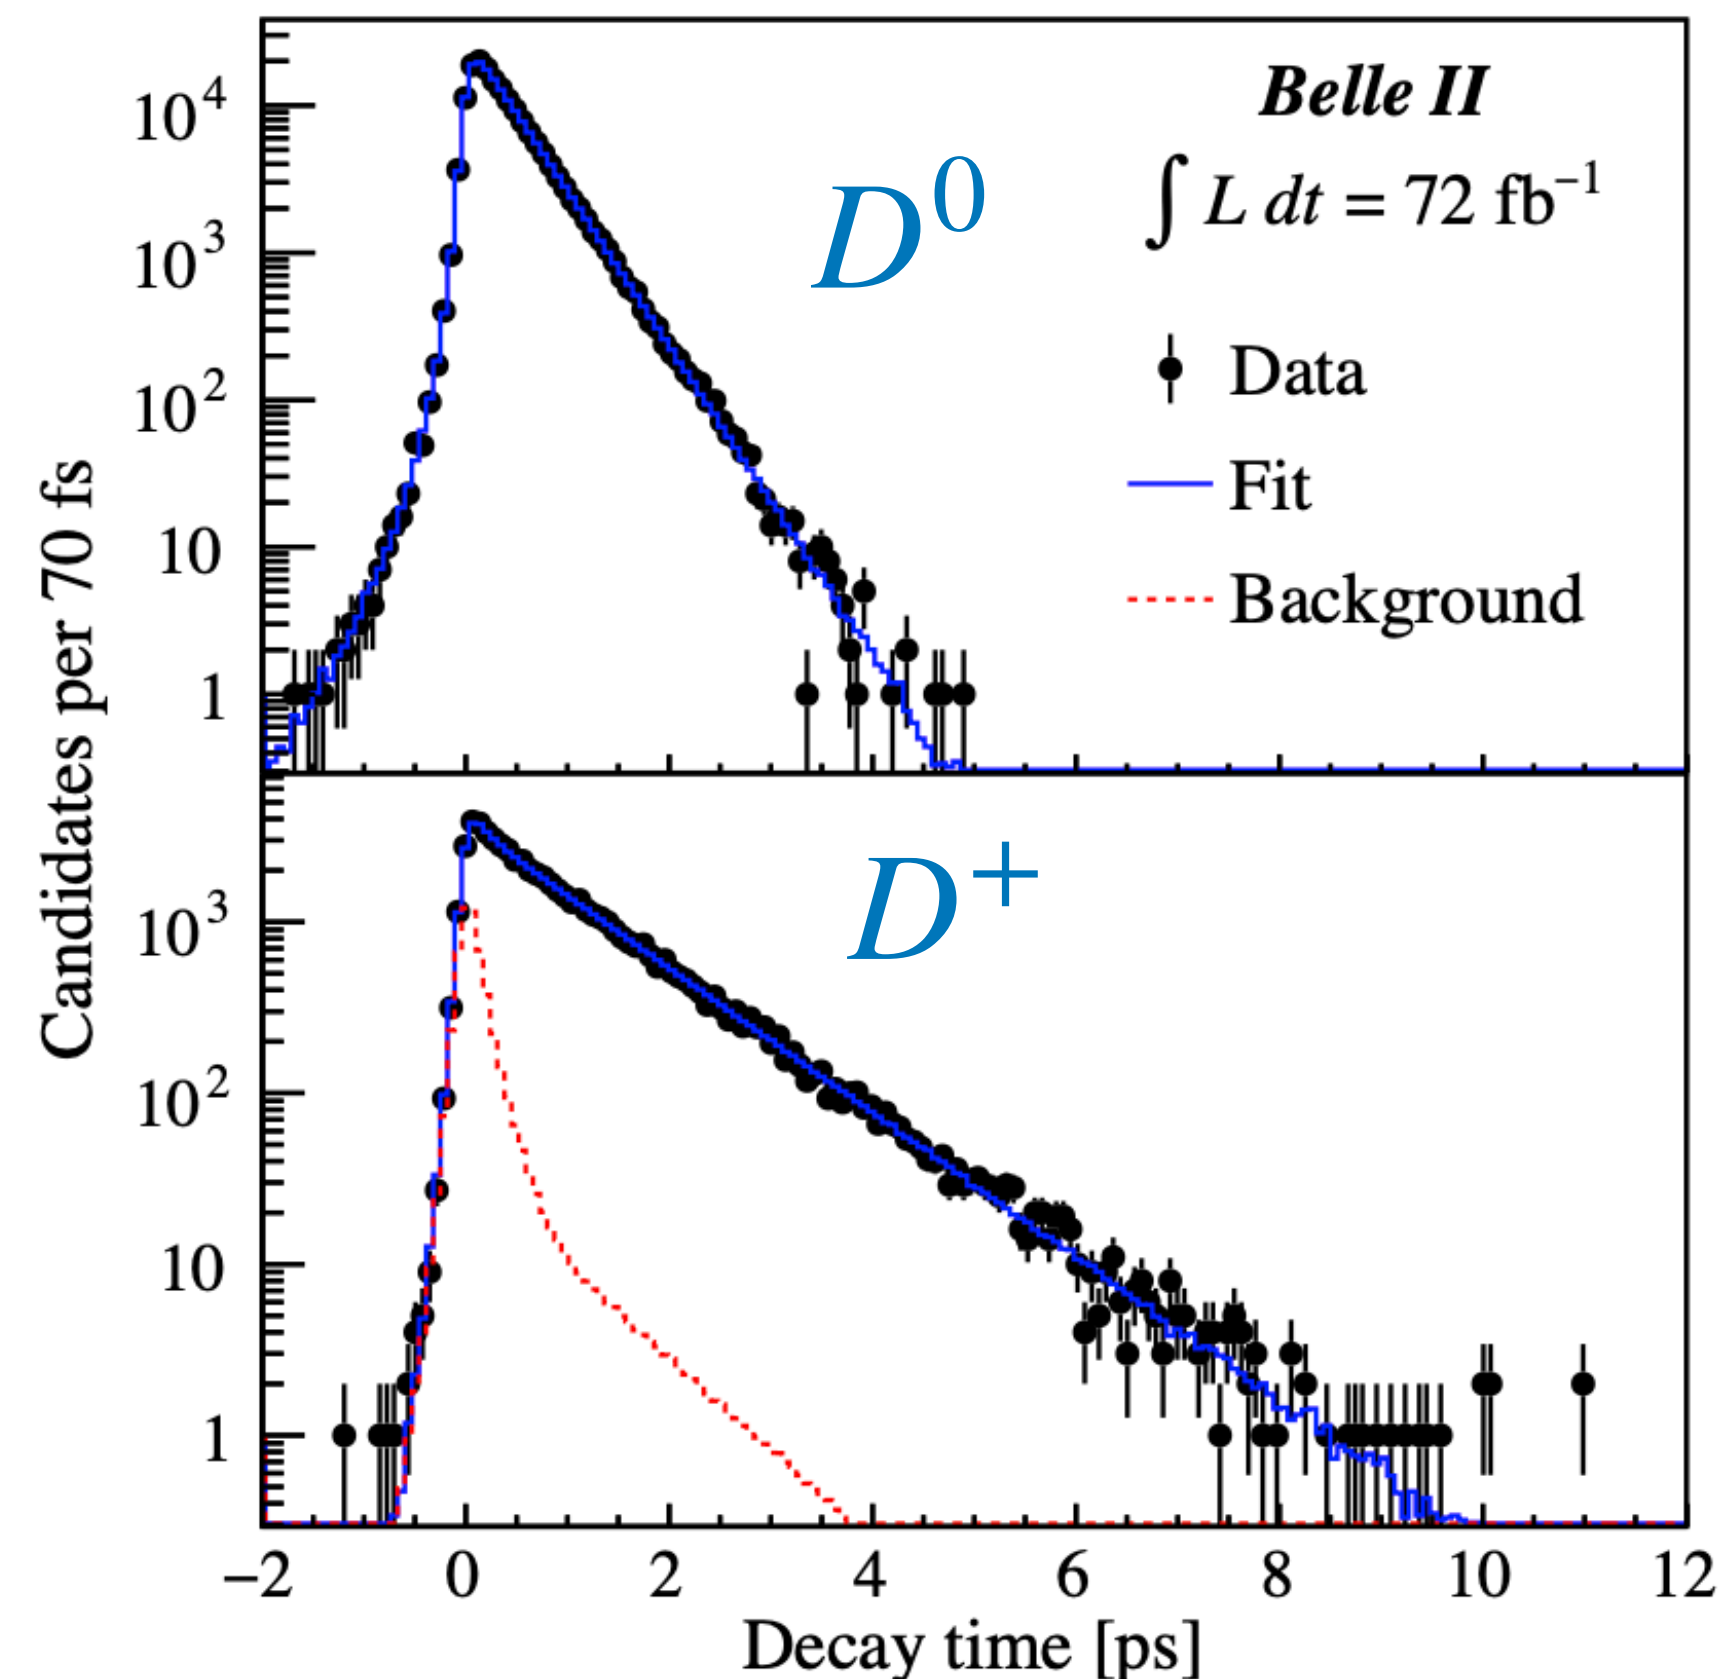 Candidates per 70 fs
10⁴
10³
10²
10
1
Belle II
∫ L dt = 72 fb⁻¹
D⁰
Data
Fit
Background
10³
10²
10
1
D⁺
−2 0 2 4 6 8 10 12
Decay time [ps]